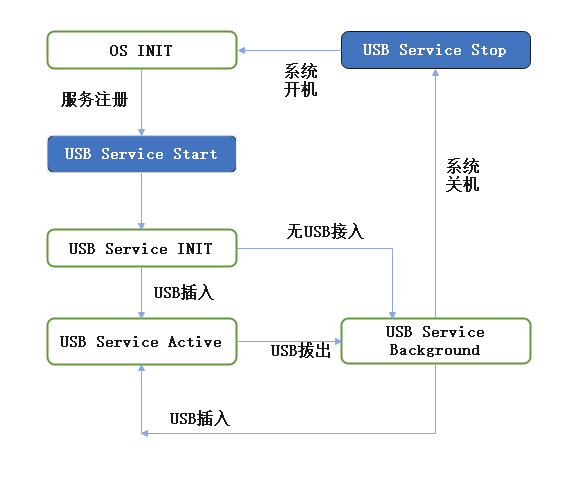 OS INIT
USB Service Stop
系统
开机
服务注册
USB Service Start
系统
关机
无USB接入
USB Service INIT
USB插入
USB Service Active
USB拔出
USB Service
Background
USB插入